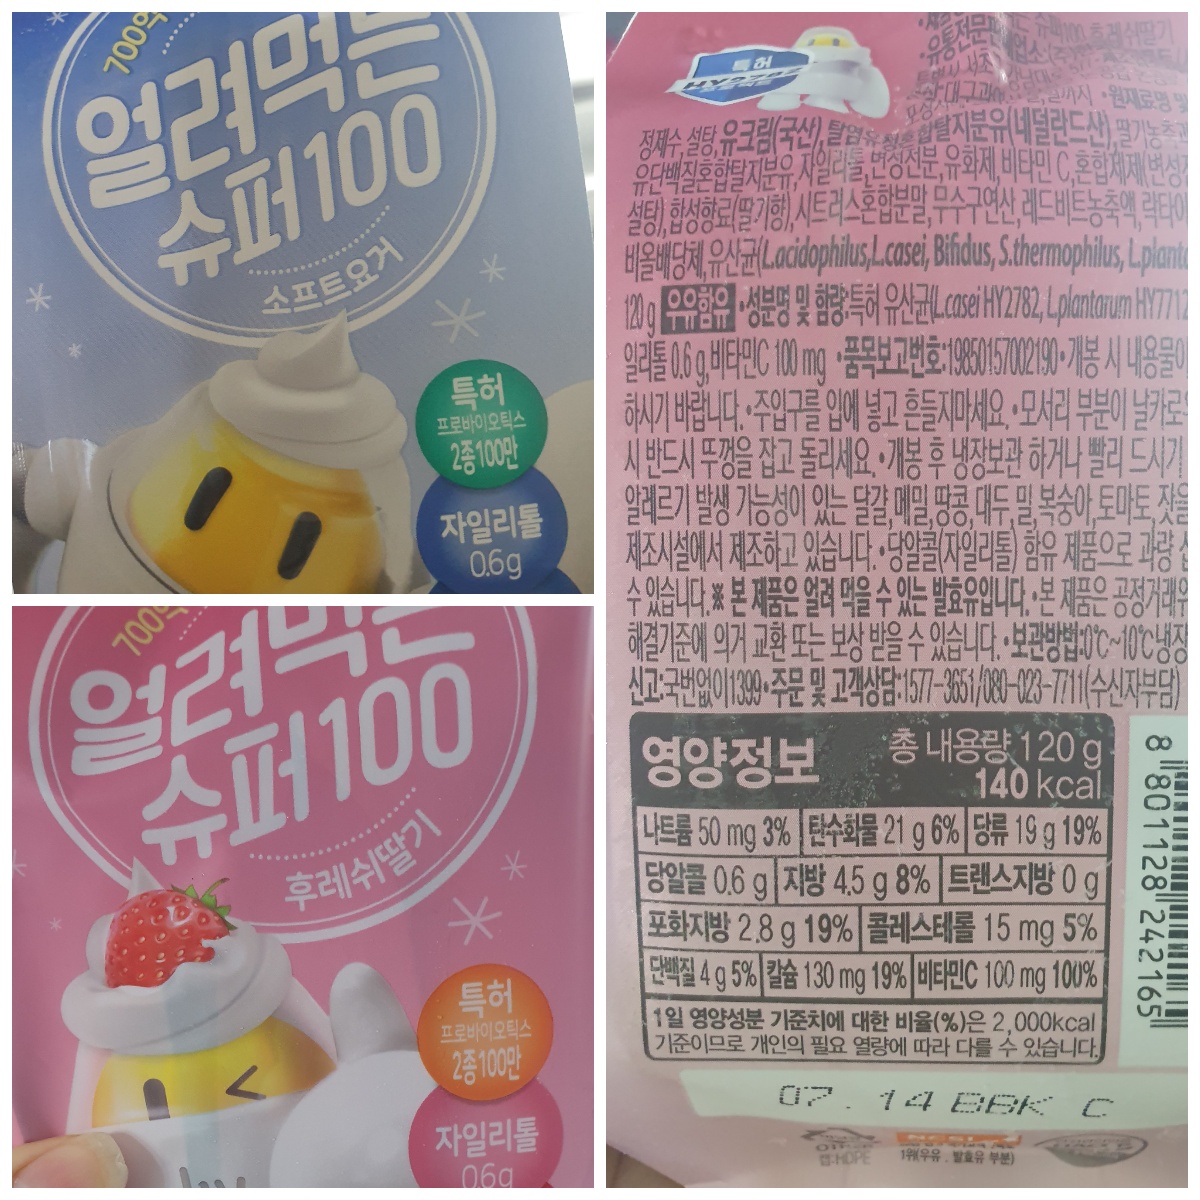 700억
얼려먹는
슈퍼100
소프트요거
특허
프로바이오틱스
2종100만
자일리톨
0.6g
700억
얼려먹는
슈퍼100
후레쉬딸기
특허
프로바이오틱스
2종100만
자일리톨
0.6g
특허
정제수, 설탕, 유크림(국산), 혼합탈지분유(네덜란드산), 딸기농축
유단백질혼합탈지분유, 자일리톨, 변성전분, 유화제, 비타민 C, 혼합제제(변성
설탕), 합성향료(딸기향), 시트러스혼합분말, 무수구연산, 레드비트농축액, 락타
비올배당체, 유산균(L.acidophilus, L.casei, Bifidus, S.thermophilus, L.planta
120 g 우유함유 •성분명 및 함량:특허 유산균(L.casei HY2782, L.plantarum HY7712
일리톨 0.6 g, 비타민C 100 mg •품목보고번호:19850157002190•개봉 시 내용물이
하시기 바랍니다. •주입구를 입에 넣고 흔들지마세요. •모서리 부분이 날카로
시 반드시 뚜껑을 잡고 돌리세요. •개봉 후 냉장보관 하거나 빨리 드시기
알레르기 발생 가능성이 있는 달걀, 메밀, 땅콩, 대두, 밀, 복숭아, 토마토, 잣을
제조시설에서 제조하고 있습니다. •당알콜(자일리톨) 함유 제품으로 과량 섭
수 있습니다.※ 본 제품은 얼려 먹을 수 있는 발효유입니다. •본 제품은 공정거래위
해결기준에 의거 교환 또는 보상 받을 수 있습니다. •보관방법:0℃~10℃냉장
신고:국번없이1399•주문 및 고객상담:1577-3651/080-023-7711(수신자부담)
영양정보 총 내용량 120 g
140 kcal
나트륨 50 mg 3% 탄수화물 21 g 6% 당류 19 g 19%
당알콜 0.6 g 지방 4.5 g 8% 트랜스지방 0 g
포화지방 2.8 g 19% 콜레스테롤 15 mg 5%
단백질 4 g 5% 칼슘 130 mg 19% 비타민C 100 mg 100%
1일 영양성분 기준치에 대한 비율(%)은 2,000kcal
기준이므로 개인의 필요 열량에 따라 다를 수 있습니다.
8 801128 242165
07.14 BBK C
캡:HDPE